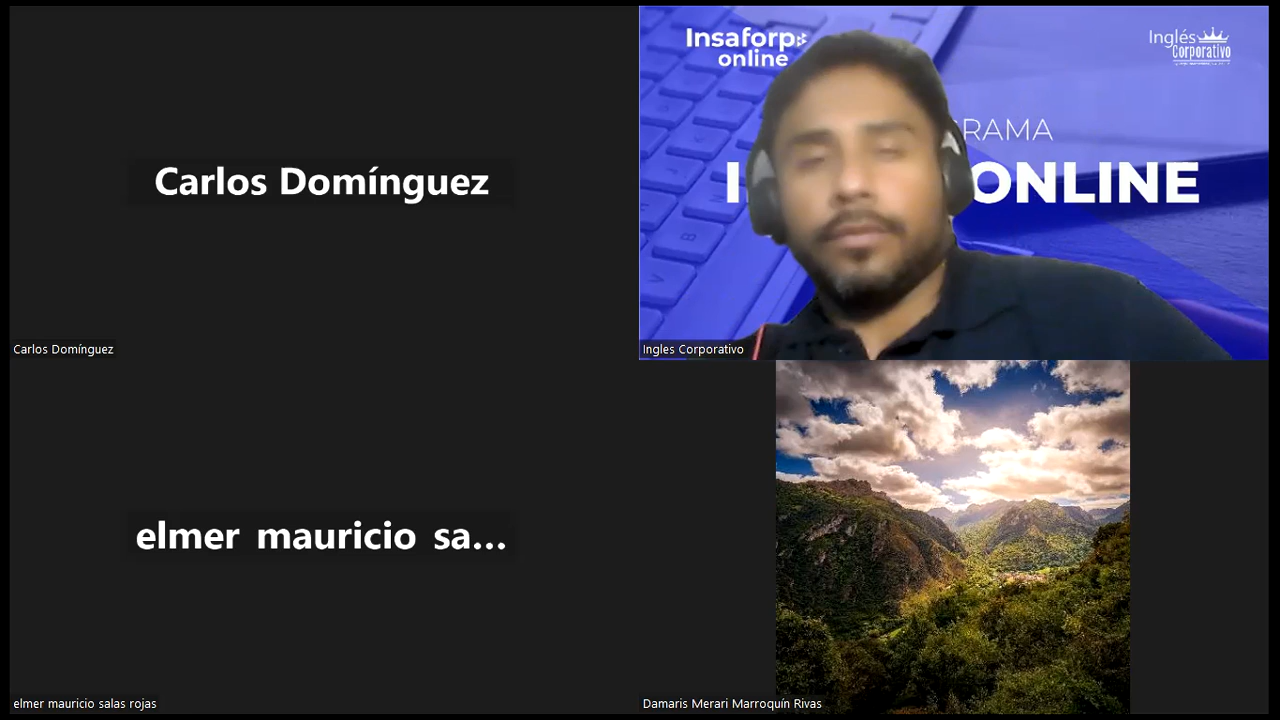 Carlos Domínguez
Carlos Domínguez
Insaforp
online
Inglés
Corporativo
GRAMA
ONLINE
Ingles Corporativo
elmer mauricio sa...
elmer mauricio salas rojas
Damaris Merari Marroquín Rivas